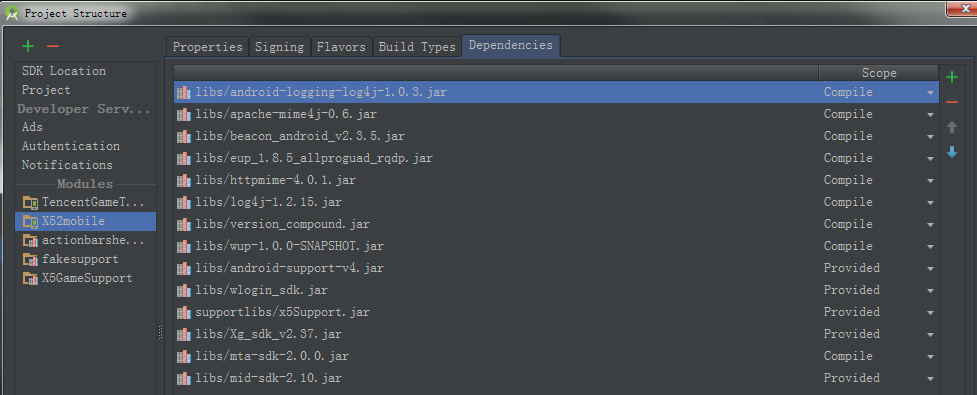 Project Structure
SDK Location
Project
Developer Serv...
Ads
Authentication
Notifications
Modules
TencentGameT...
X52mobile
actionbarshe...
fakesupport
X5GameSupport
Properties Signing Flavors Build Types Dependencies
Scope
libs/android-logging-log4j-1.0.3.jar Compile
libs/apache-mime4j-0.6.jar Compile
libs/beacon_android_v2.3.5.jar Compile
libs/eup_1.8.5_allproguad_rqdp.jar Compile
libs/httpmime-4.0.1.jar Compile
libs/log4j-1.2.15.jar Compile
libs/version_compound.jar Compile
libs/wup-1.0.0-SNAPSHOT.jar Compile
libs/android-support-v4.jar Provided
libs/wlogin_sdk.jar Provided
supportlibs/x5Support.jar Provided
libs/Xg_sdk_v2.37.jar Provided
libs/mta-sdk-2.0.0.jar Compile
libs/mid-sdk-2.10.jar Provided